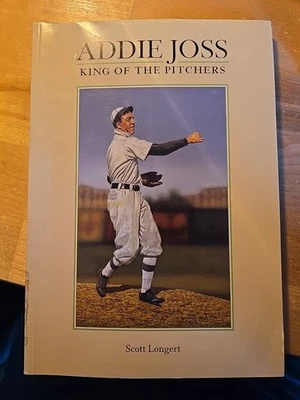 ADDIE JOSS
KING OF THE PITCHERS
Scott Longert